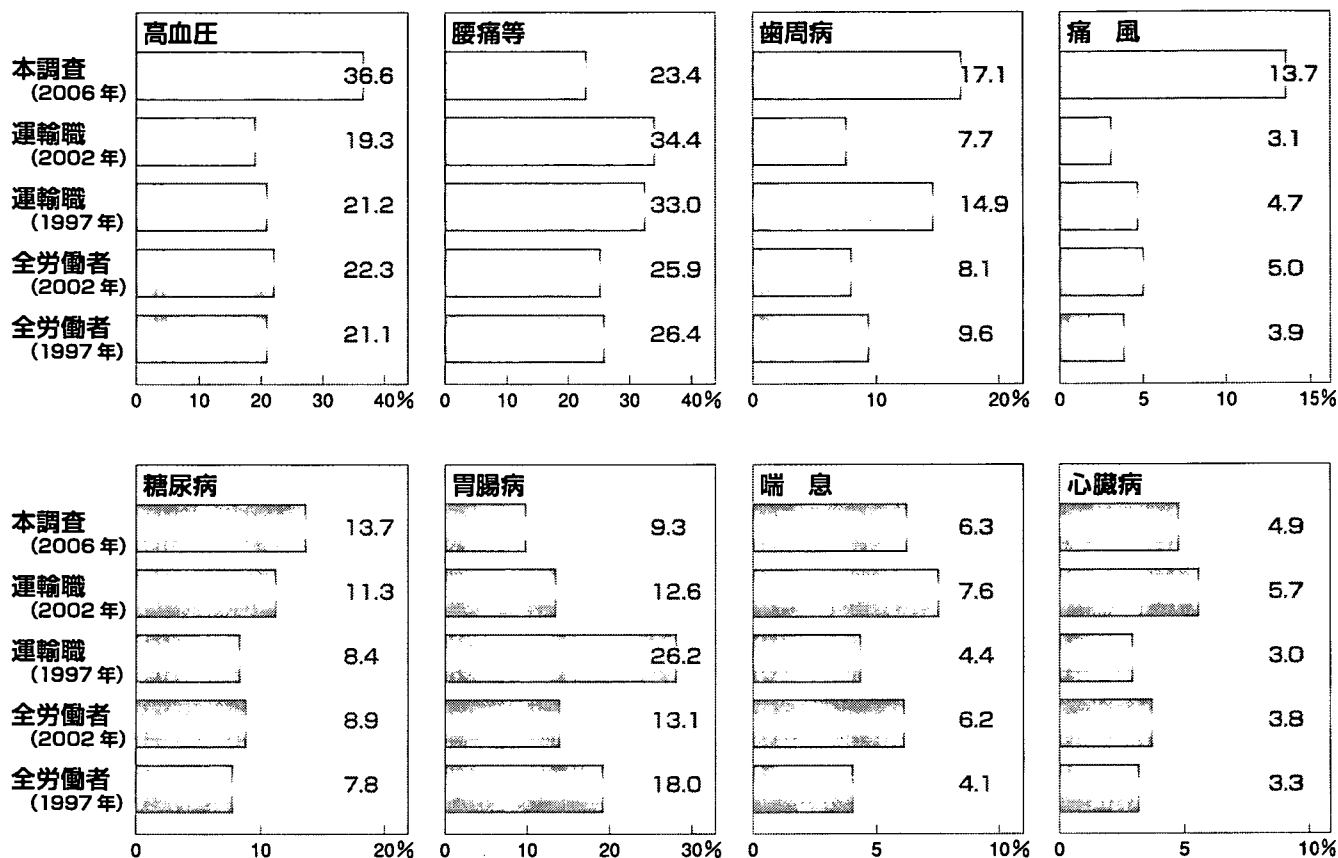 高血圧 腰痛等 歯周病 痛 風
本調査 36.6 23.4 17.1 13.7
(2006年)
運輸職 19.3 34.4 7.7 3.1
(2002年)
運輸職 21.2 33.0 14.9 4.7
(1997年)
全労働者 22.3 25.9 8.1 5.0
(2002年)
全労働者 21.1 26.4 9.6 3.9
(1997年)
0 10 20 30 40% 0 10 20 30 40% 0 10 20% 0 5 10 15%
糖尿病 胃腸病 喘 息 心臓病
本調査 13.7 9.3 6.3 4.9
(2006年)
運輸職 11.3 12.6 7.6 5.7
(2002年)
運輸職 8.4 26.2 4.4 3.0
(1997年)
全労働者 8.9 13.1 6.2 3.8
(2002年)
全労働者 7.8 18.0 4.1 3.3
(1997年)
0 10 20% 0 10 20 30% 0 5 10% 0 5 10%